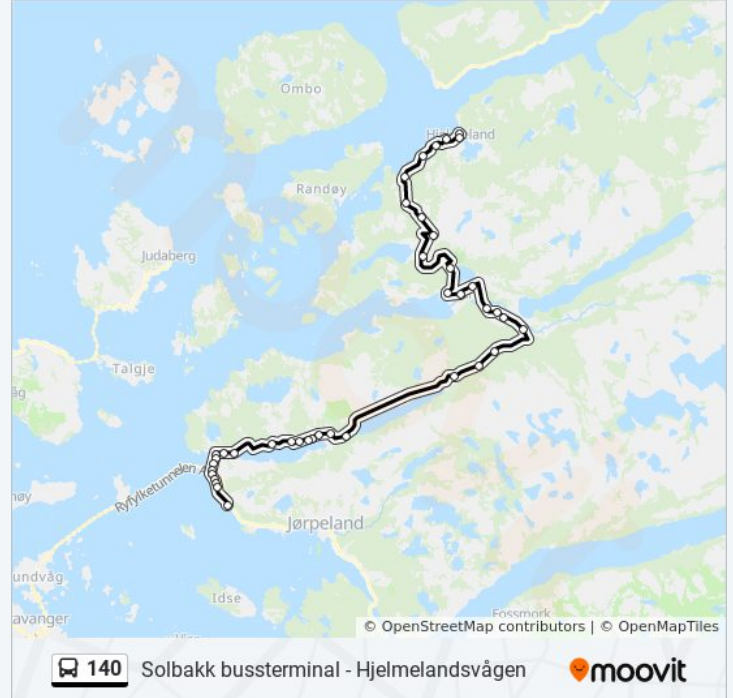 Ombo
Hjelmeland
Randøy
Judaberg
Talgje
Ryfylketunnelen
Jørpeland
Idse
Fossmork
© OpenStreetMap contributors | © OpenMapTiles
140 Solbakk bussterminal - Hjelmelandsvågen
moovit